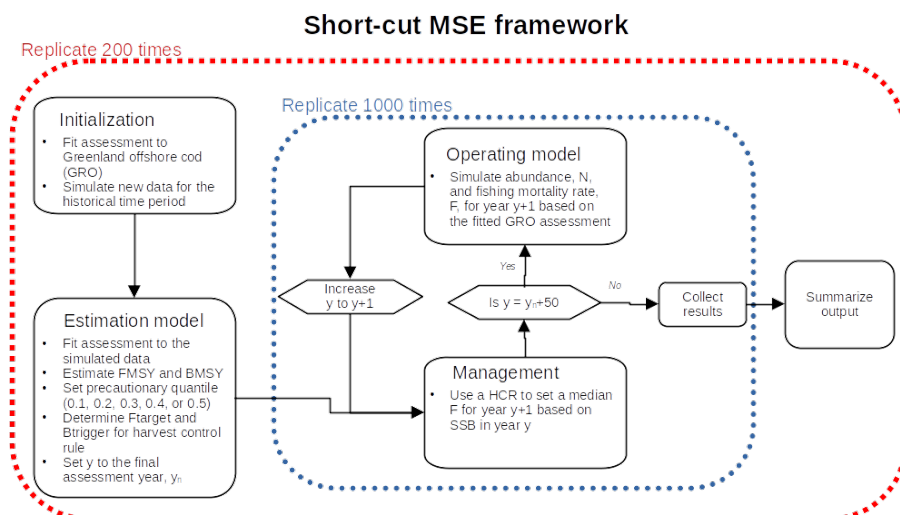 Short-cut MSE framework
Replicate 200 times
Replicate 1000 times
Initialization
• Fit assessment to
Greenland offshore cod
(GRO)
• Simulate new data for the
historical time period
Operating model
• Simulate abundance, N,
and fishing mortality rate,
F, for year y+1 based on
the fitted GRO assessment
Yes
No
Increase
y to y+1
Is y = yₙ+50
Collect
results
Summarize
output
Estimation model
• Fit assessment to the
simulated data
• Estimate FMSY and BMSY
• Set precautionary quantile
(0.1, 0.2, 0.3, 0.4, or 0.5)
• Determine Ftarget and
Btrigger for harvest control
rule
• Set y to the final
assessment year, yₙ
Management
• Use a HCR to set a median
F for year y+1 based on
SSB in year y